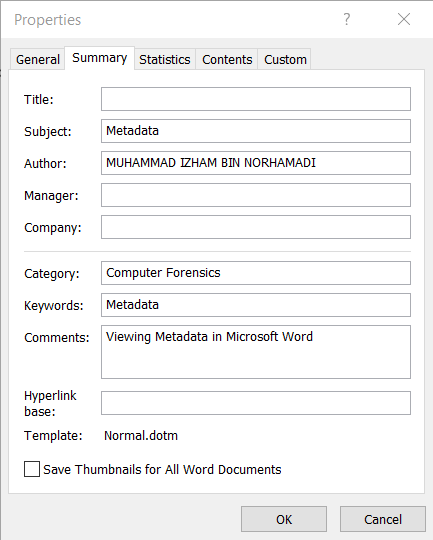 Properties ? ×
General Summary Statistics Contents Custom
Title:
Subject: Metadata
Author: MUHAMMAD IZHAM BIN NORHAMADI
Manager:
Company:
Category: Computer Forensics
Keywords: Metadata
Comments: Viewing Metadata in Microsoft Word
Hyperlink
base:
Template: Normal.dotm
Save Thumbnails for All Word Documents
OK Cancel